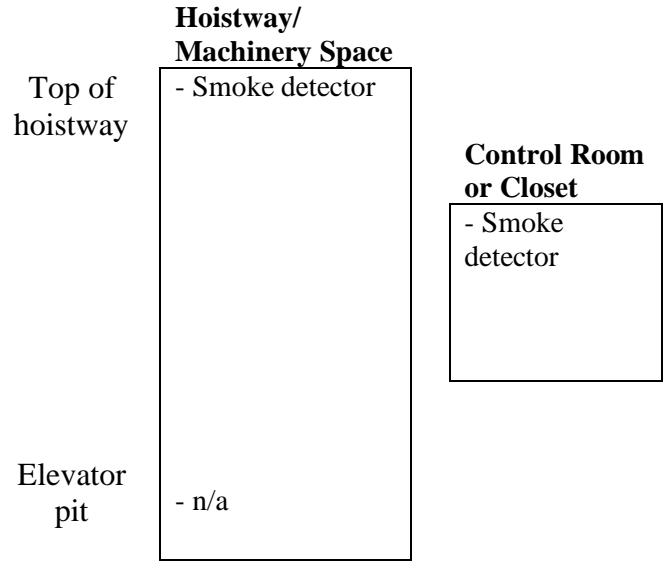 Hoistway/
Machinery Space
Top of
hoistway
- Smoke detector
Control Room
or Closet
- Smoke
detector
Elevator
pit
- n/a